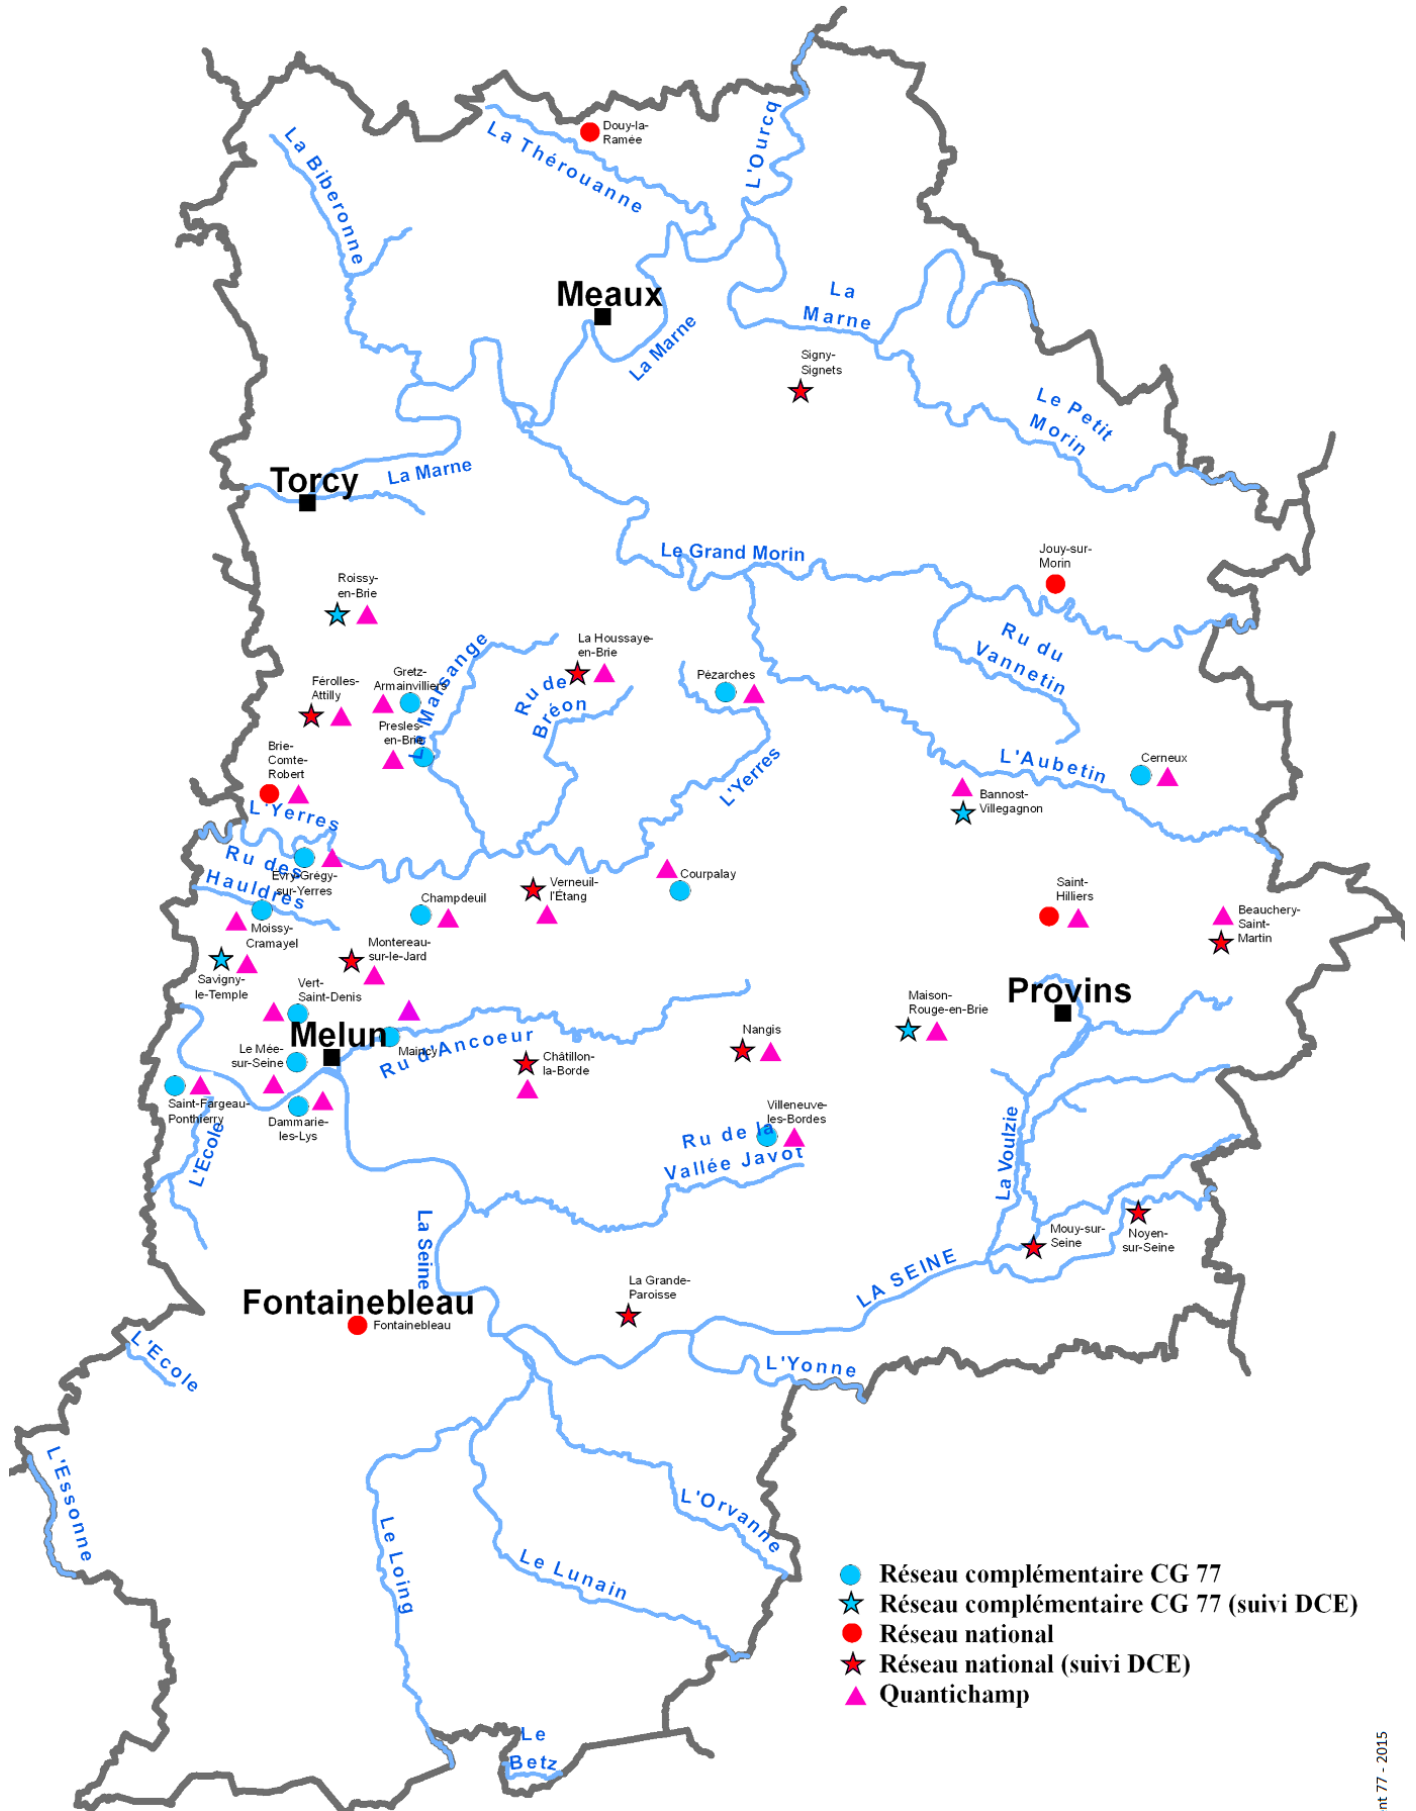 Douy-la-
Ramée
La Biberonne
La Thérouanne
L'Ourcq
Meaux
La
Marne
La Marne
Signy-
Signets
Le Petit
Morin
Torcy
La Marne
Le Grand Morin
Jouy-sur-
Morin
Roissy-
en-Brie
Ru du
Vannetin
La Houssaye-
en-Brie
La Marsange
Gretz-
Armainvilliers
Férolles-
Attilly
Ru de
Bréon
Pézarches
Presles-
en-Brie
Brie-
Comte-
Robert
L'Yerres
L'Aubetin
Cerneux
Bannost-
Villegagnon
L'Yerres
Ru des
Hauldres
Evry-Grégy-
sur-Yerres
Courpalay
Champdeuil
Verneuil-
l'Étang
Saint-
Hilliers
Beauchery-
Saint-
Martin
Moissy-
Cramayel
Montereau-
sur-le-Jard
Savigny-
le-Temple
Vert-
Saint-Denis
Provins
Maison-
Rouge-en-Brie
Melun
Maincy
Ru d'Ancoeur
Nangis
Le Mée-
sur-Seine
Châtillon-
la-Borde
Saint-Fargeau-
Ponthierry
Dammarie-
les-Lys
Villeneuve-
les-Bordes
Ru de la
Vallée Javot
L'Ecole
La Voulzie
La Seine
Mouy-sur-
Seine
Noyen-
sur-Seine
LA SEINE
La Grande-
Paroisse
Fontainebleau
Fontainebleau
L'Ecole
L'Yonne
L'Essonne
L'Orvanne
Le Loing
Le Lunain
Le
Betz
Réseau complémentaire CG 77
Réseau complémentaire CG 77 (suivi DCE)
Réseau national
Réseau national (suivi DCE)
Quantichamp
nt 77 - 2015